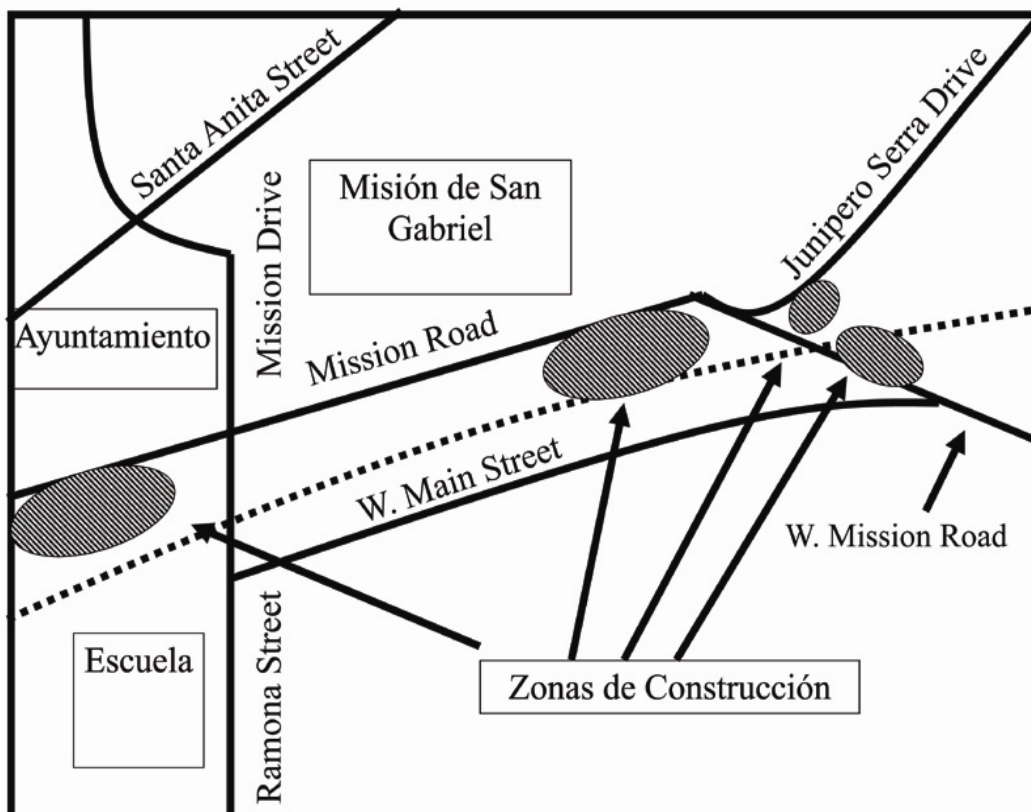 Santa Anita Street
Mission Drive
Misión de San
Gabriel
Junipero Serra Drive
Ayuntamiento
Mission Road
W. Main Street
W. Mission Road
Escuela
Ramona Street
Zonas de Construcción